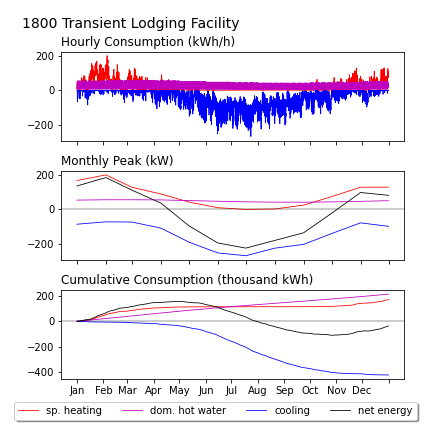 1800 Transient Lodging Facility
Hourly Consumption (kWh/h)
200
0
−200
Monthly Peak (kW)
200
0
−200
Cumulative Consumption (thousand kWh)
200
0
−200
−400
Jan Feb Mar Apr May Jun Jul Aug Sep Oct Nov Dec
sp. heating dom. hot water cooling net energy